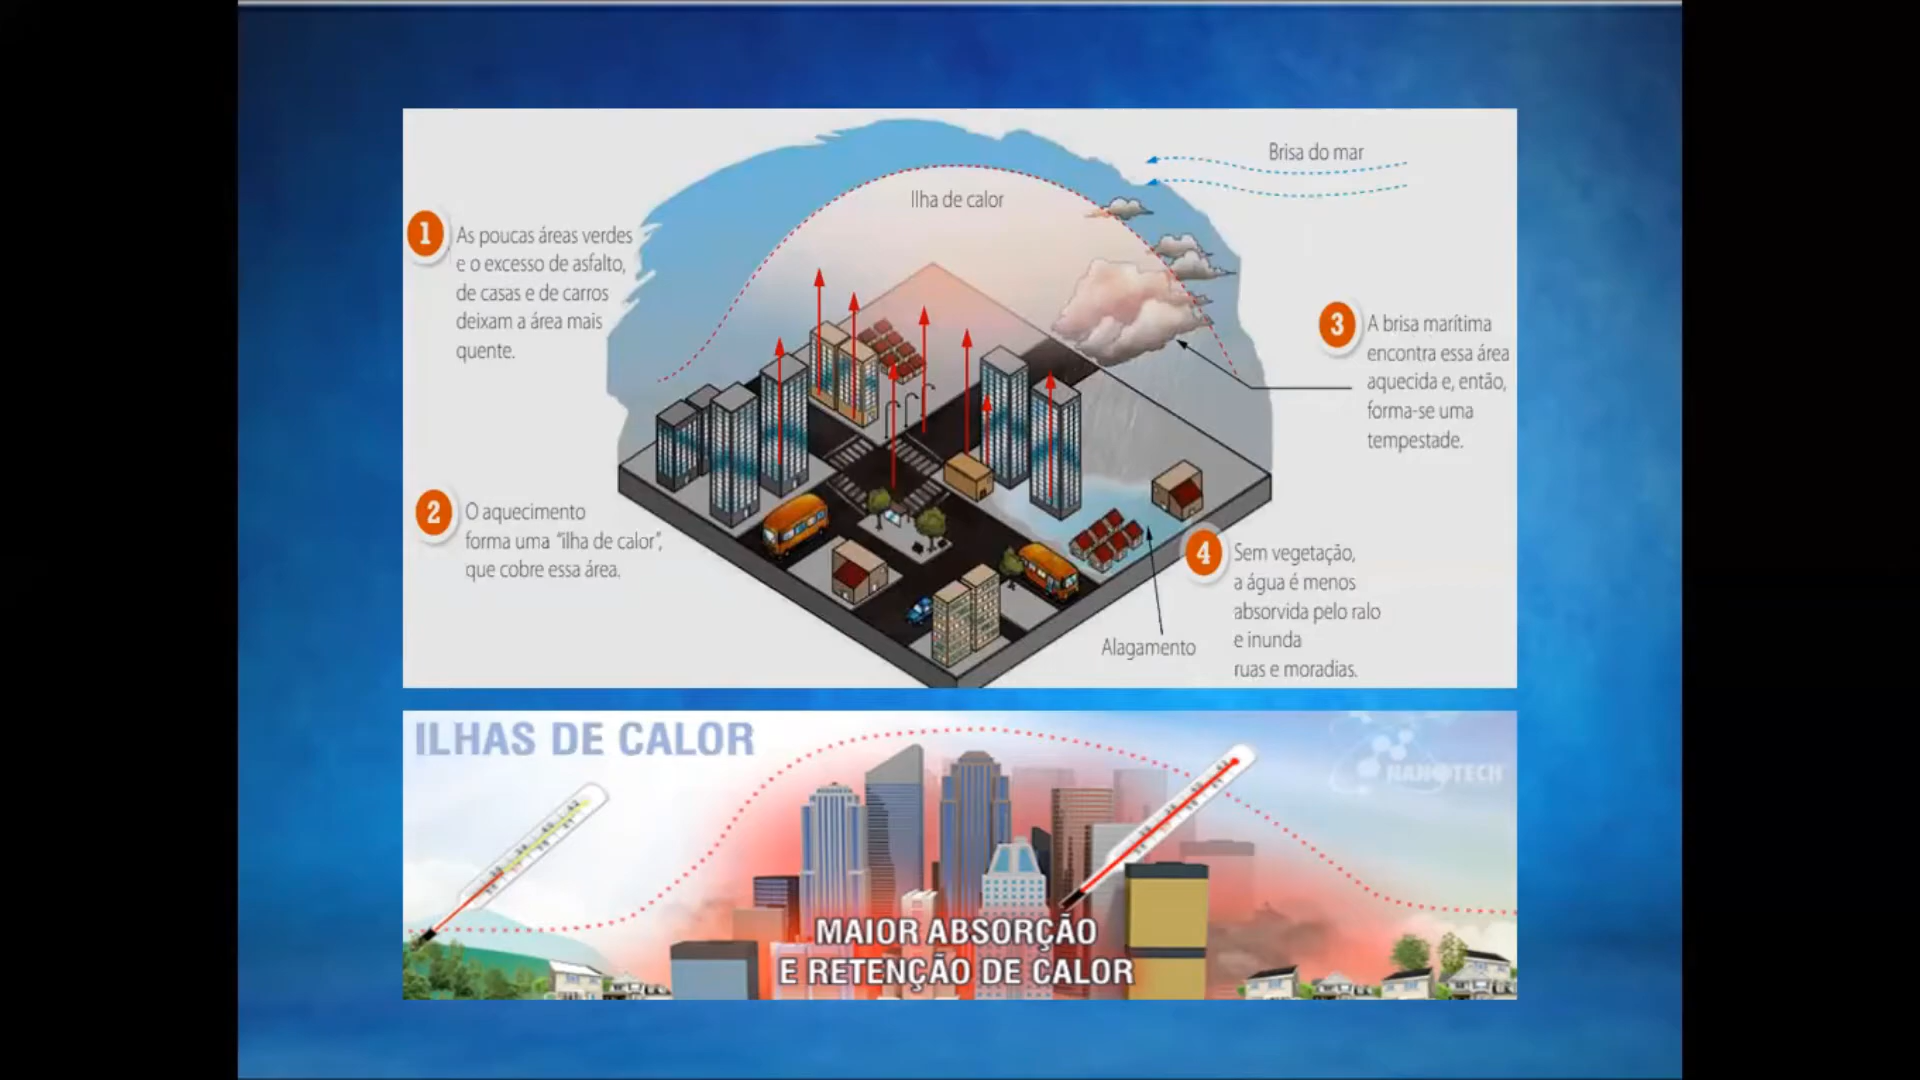 Brisa do mar
Ilha de calor
1
As poucas áreas verdes
e o excesso de asfalto,
de casas e de carros
deixam a área mais
quente.
3
A brisa marítima
encontra essa área
aquecida e, então,
forma-se uma
tempestade.
2
O aquecimento
forma uma “ilha de calor”,
que cobre essa área.
4
Sem vegetação,
a água é menos
absorvida pelo ralo
e inunda
ruas e moradias.
Alagamento
ILHAS DE CALOR
NANOTECH
MAIOR ABSORÇÃO
E RETENÇÃO DE CALOR